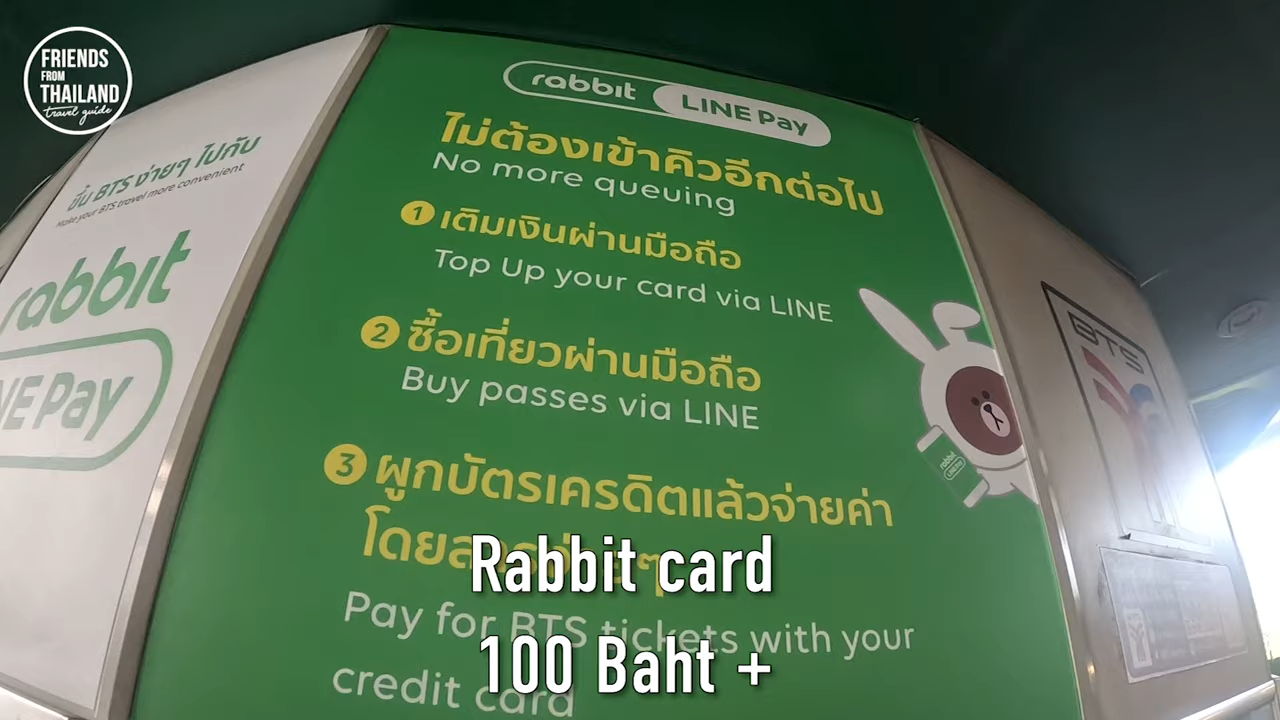 FRIENDS
FROM
THAILAND
travel guide
ขึ้น BTS ง่ายๆ ไปกับ
Make your BTS travel more convenient
rabbit
NE Pay
rabbit LINE Pay
ไม่ต้องเข้าคิวอีกต่อไป
No more queuing
1 เติมเงินผ่านมือถือ
Top Up your card via LINE
2 ซื้อเที่ยวผ่านมือถือ
Buy passes via LINE
3 ผูกบัตรเครดิตแล้วจ่ายค่า
Pay for BTS tickets with your
credit card
rabbit
LINE Pay
BTS
Rabbit card
100 Baht +